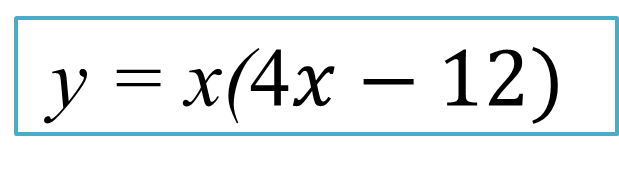 y = x(4x − 12)